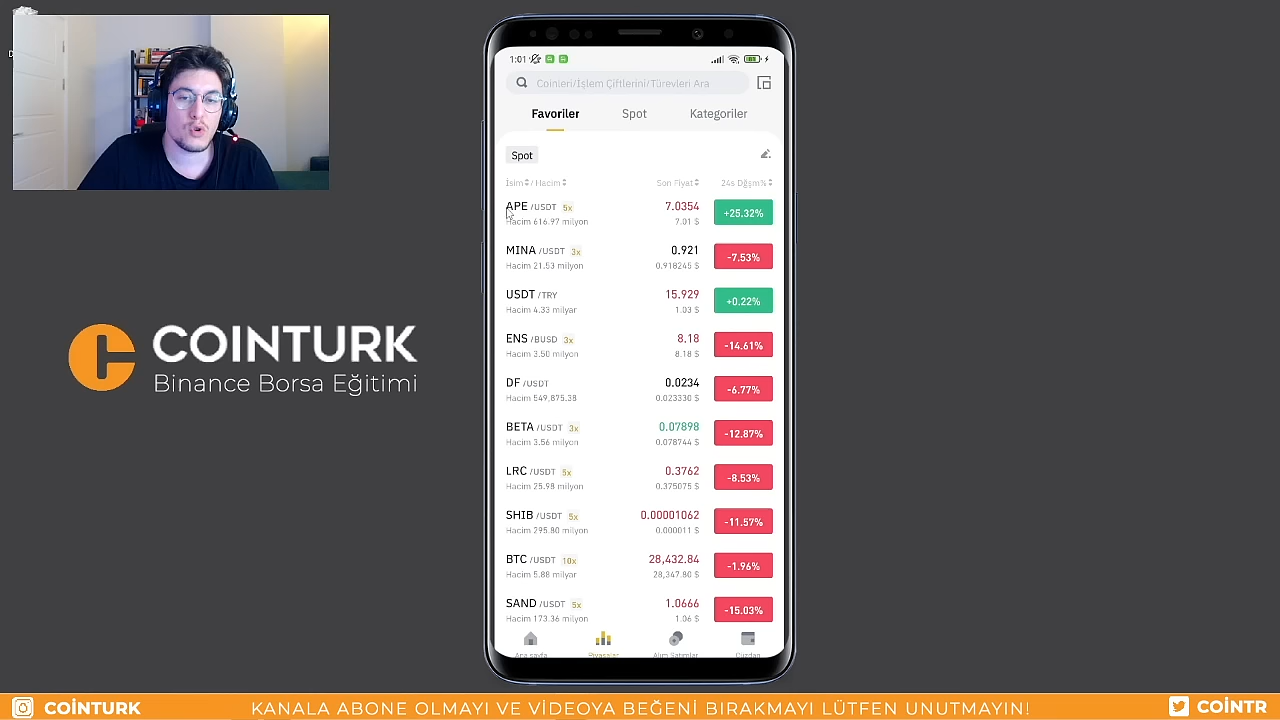 1:01
Coinleri/İşlem Çiftlerini/Türevleri Ara
Favoriler Spot Kategoriler
Spot
İsim / Hacim Son Fiyat 24s Dğşm%
APE /USDT 5x 7.0354 +25.32%
Hacim 616.97 milyon 7.01 $
MINA /USDT 3x 0.921 -7.53%
Hacim 21.53 milyon 0.918245 $
USDT /TRY 15.929 +0.22%
Hacim 4.33 milyar 1.03 $
ENS /BUSD 3x 8.18 -14.61%
Hacim 3.50 milyon 8.18 $
DF /USDT 0.0234 -6.77%
Hacim 549,875.38 0.023330 $
BETA /USDT 3x 0.07898 -12.87%
Hacim 3.56 milyon 0.078744 $
LRC /USDT 5x 0.3762 -8.53%
Hacim 25.98 milyon 0.375075 $
SHIB /USDT 5x 0.00001062 -11.57%
Hacim 295.80 milyon 0.000011 $
BTC /USDT 10x 28,432.84 -1.96%
Hacim 5.88 milyar 28,347.80 $
SAND /USDT 5x 1.0666 -15.03%
Hacim 173.36 milyon 1.06 $
Ana sayfa Piyasalar Alım Satımlar Cüzdan
COINTURK
Binance Borsa Eğitimi
COİNTURK KANALA ABONE OLMAYI VE VİDEOYA BEĞENİ BIRAKMAYI LÜTFEN UNUTMAYIN! COİNTR